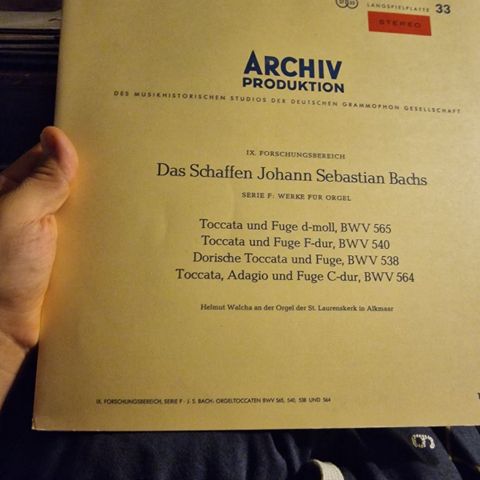 STEREO
LANGSPIELPLATTE 33
STEREO
ARCHIV
PRODUKTION
DES MUSIKHISTORISCHEN STUDIOS DER DEUTSCHEN GRAMMOPHON GESELLSCHAFT
IX. FORSCHUNGSBEREICH
Das Schaffen Johann Sebastian Bachs
SERIE F: WERKE FÜR ORGEL
Toccata und Fuge d-moll, BWV 565
Toccata und Fuge F-dur, BWV 540
Dorische Toccata und Fuge, BWV 538
Toccata, Adagio und Fuge C-dur, BWV 564
Helmut Walcha an der Orgel der St. Laurenskerk in Alkmaar
IX. FORSCHUNGSBEREICH, SERIE F · J. S. BACH: ORGELTOCCATEN BWV 565, 540, 538 UND 564